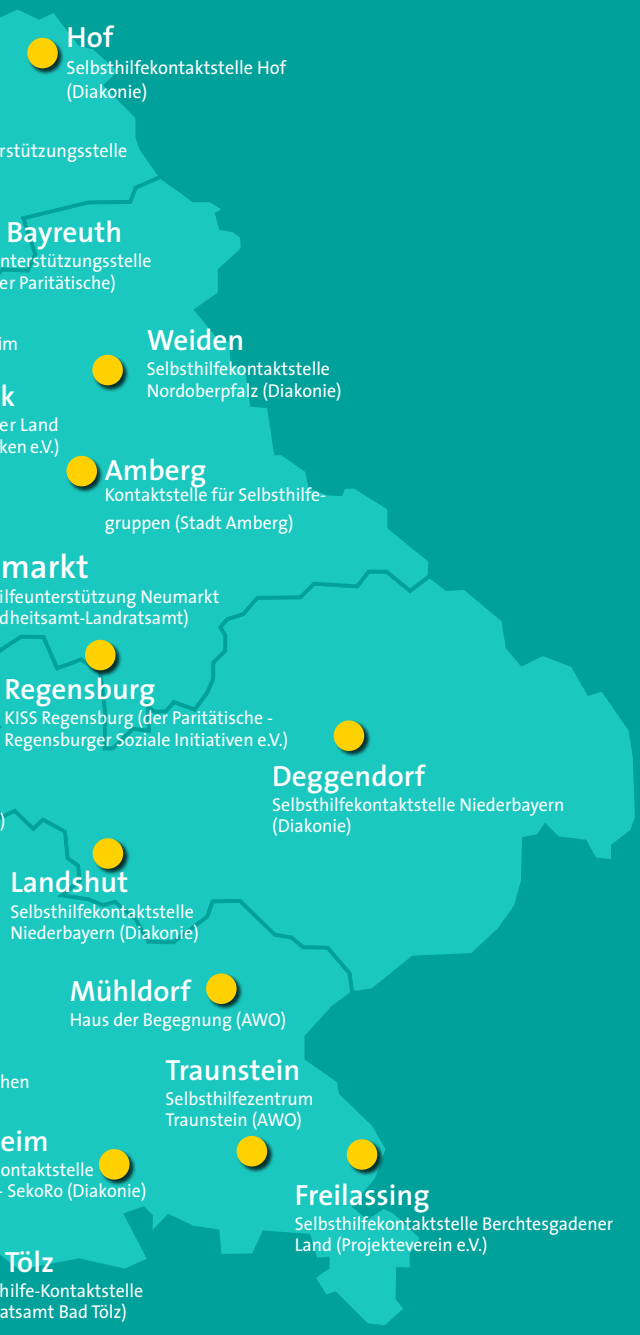 Hof
Selbsthilfekontaktstelle Hof
(Diakonie)
rstützungsstelle
Bayreuth
nterstützungsstelle
er Paritätische)
im
Weiden
Selbsthilfekontaktstelle
Nordoberpfalz (Diakonie)
k
er Land
ken e.V.)
Amberg
Kontaktstelle für Selbsthilfe-
gruppen (Stadt Amberg)
markt
ilfeunterstützung Neumarkt
dheitsamt-Landratsamt)
Regensburg
KISS Regensburg (der Paritätische -
Regensburger Soziale Initiativen e.V.)
Deggendorf
Selbsthilfekontaktstelle Niederbayern
(Diakonie)
)
Landshut
Selbsthilfekontaktstelle
Niederbayern (Diakonie)
Mühldorf
Haus der Begegnung (AWO)
hen
Traunstein
Selbsthilfezentrum
Traunstein (AWO)
eim
ontaktstelle
- SekoRo (Diakonie)
Freilassing
Selbsthilfekontaktstelle Berchtesgadener
Land (Projekteverein e.V.)
Tölz
hilfe-Kontaktstelle
atsamt Bad Tölz)